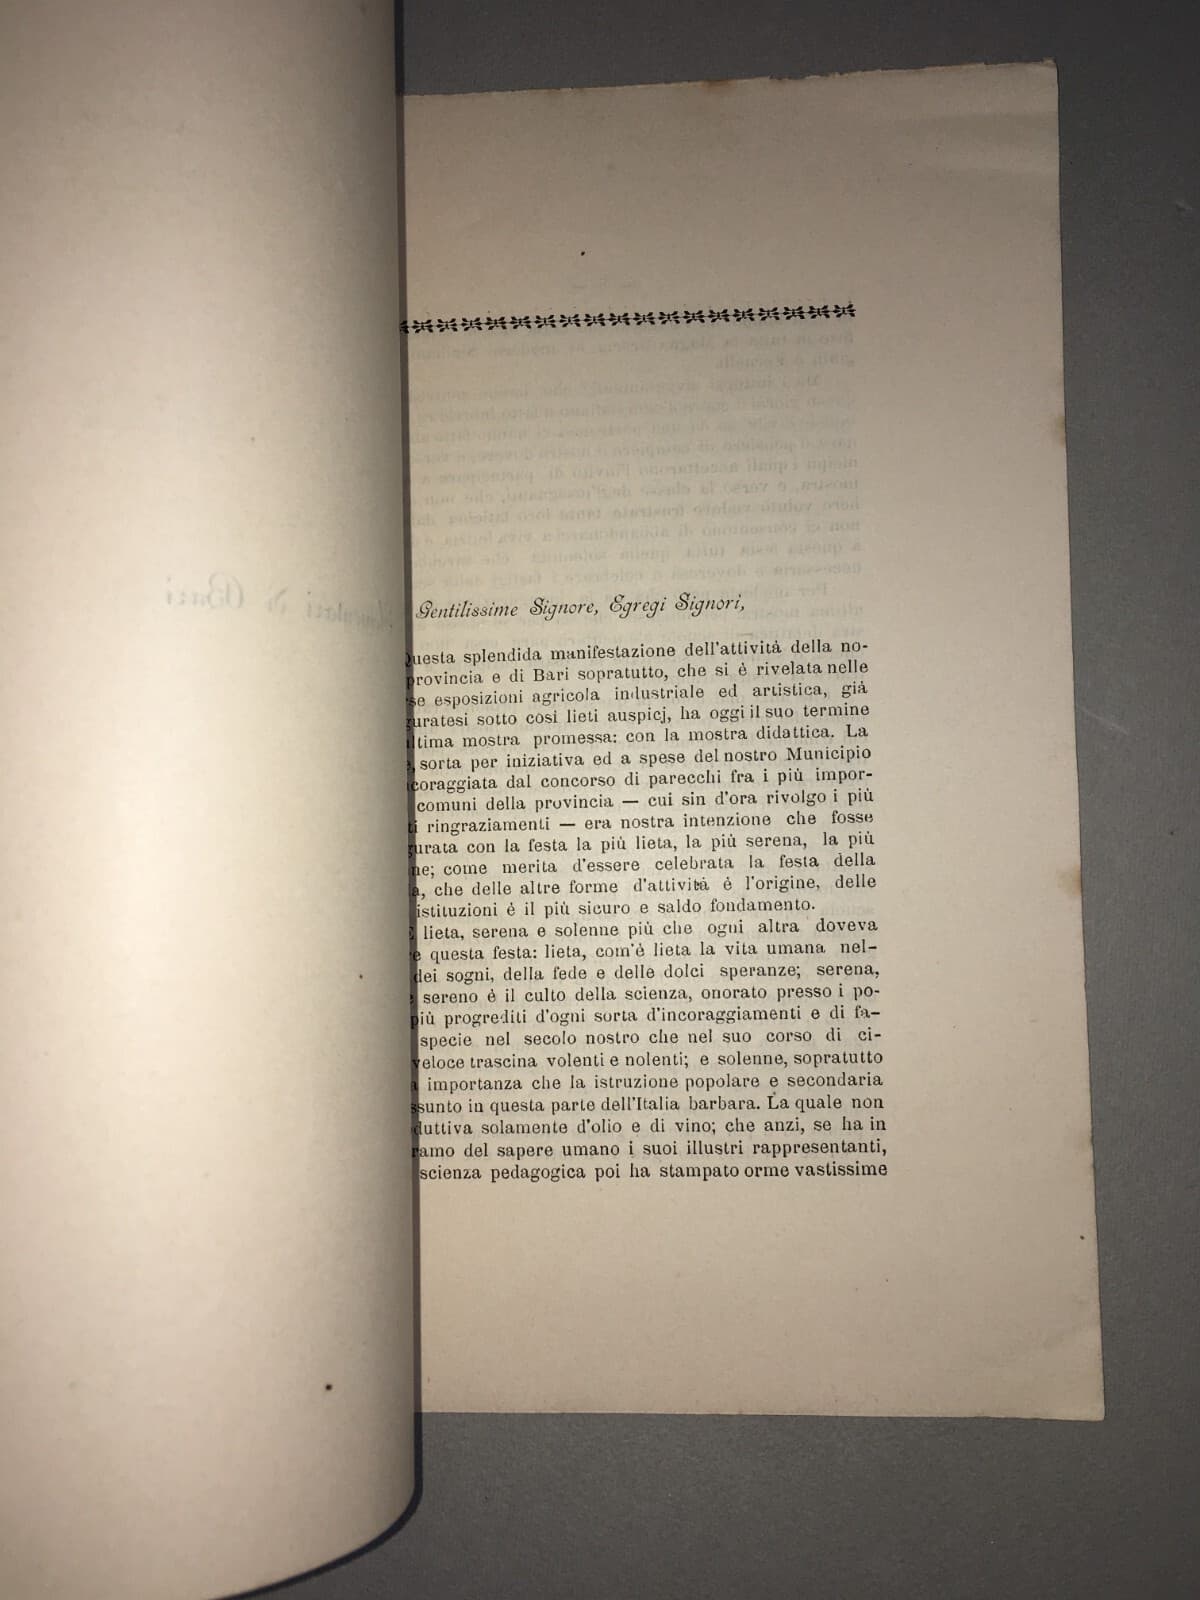 Gentilissime Signore, Egregi Signori,
Questa splendida manifestazione dell'attività della no-
provincia e di Bari sopratutto, che si è rivelata nelle
se esposizioni agricola industriale ed artistica, già
guratesi sotto così lieti auspicj, ha oggi il suo termine
ltima mostra promessa: con la mostra didattica. La
, sorta per iniziativa ed a spese del nostro Municipio
coraggiata dal concorso di parecchi fra i più impor-
comuni della provincia — cui sin d'ora rivolgo i più
ti ringraziamenti — era nostra intenzione che fosse
gurata con la festa la più lieta, la più serena, la più
ne; come merita d'essere celebrata la festa della
a, che delle altre forme d'attività è l'origine, delle
istituzioni è il più sicuro e saldo fondamento.
E lieta, serena e solenne più che ogni altra doveva
e questa festa: lieta, com'è lieta la vita umana nel-
dei sogni, della fede e delle dolci speranze; serena,
e sereno è il culto della scienza, onorato presso i po-
più progrediti d'ogni sorta d'incoraggiamenti e di fa-
specie nel secolo nostro che nel suo corso di ci-
veloce trascina volenti e nolenti; e solenne, sopratutto
a importanza che la istruzione popolare e secondaria
ssunto in questa parte dell'Italia barbara. La quale non
duttiva solamente d'olio e di vino; che anzi, se ha in
ramo del sapere umano i suoi illustri rappresentanti,
scienza pedagogica poi ha stampato orme vastissime